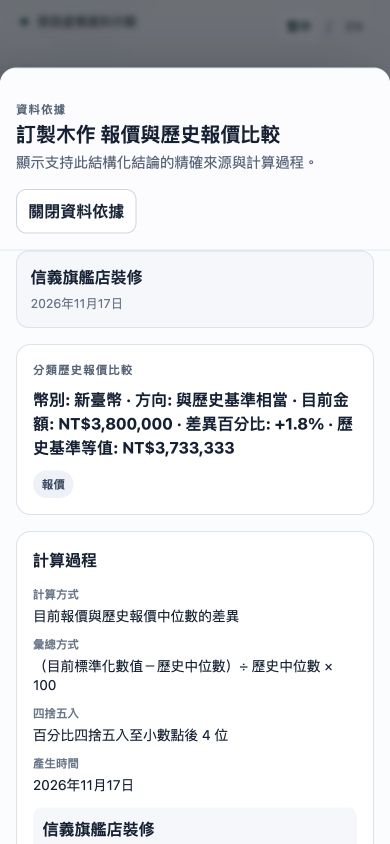 資料依據
訂製木作 報價與歷史報價比較
顯示支持此結構化結論的精確來源與計算過程。
關閉資料依據
信義旗艦店裝修
2026年11月17日
分類歷史報價比較
幣別: 新臺幣 · 方向: 與歷史基準相當 · 目前金
額: NT$3,800,000 · 差異百分比: +1.8% · 歷
史基準等值: NT$3,733,333
報價
計算過程
計算方式
目前報價與歷史報價中位數的差異
彙總方式
（目前標準化數值－歷史中位數）÷ 歷史中位數 ×
100
四捨五入
百分比四捨五入至小數點後 4 位
產生時間
2026年11月17日
信義旗艦店裝修